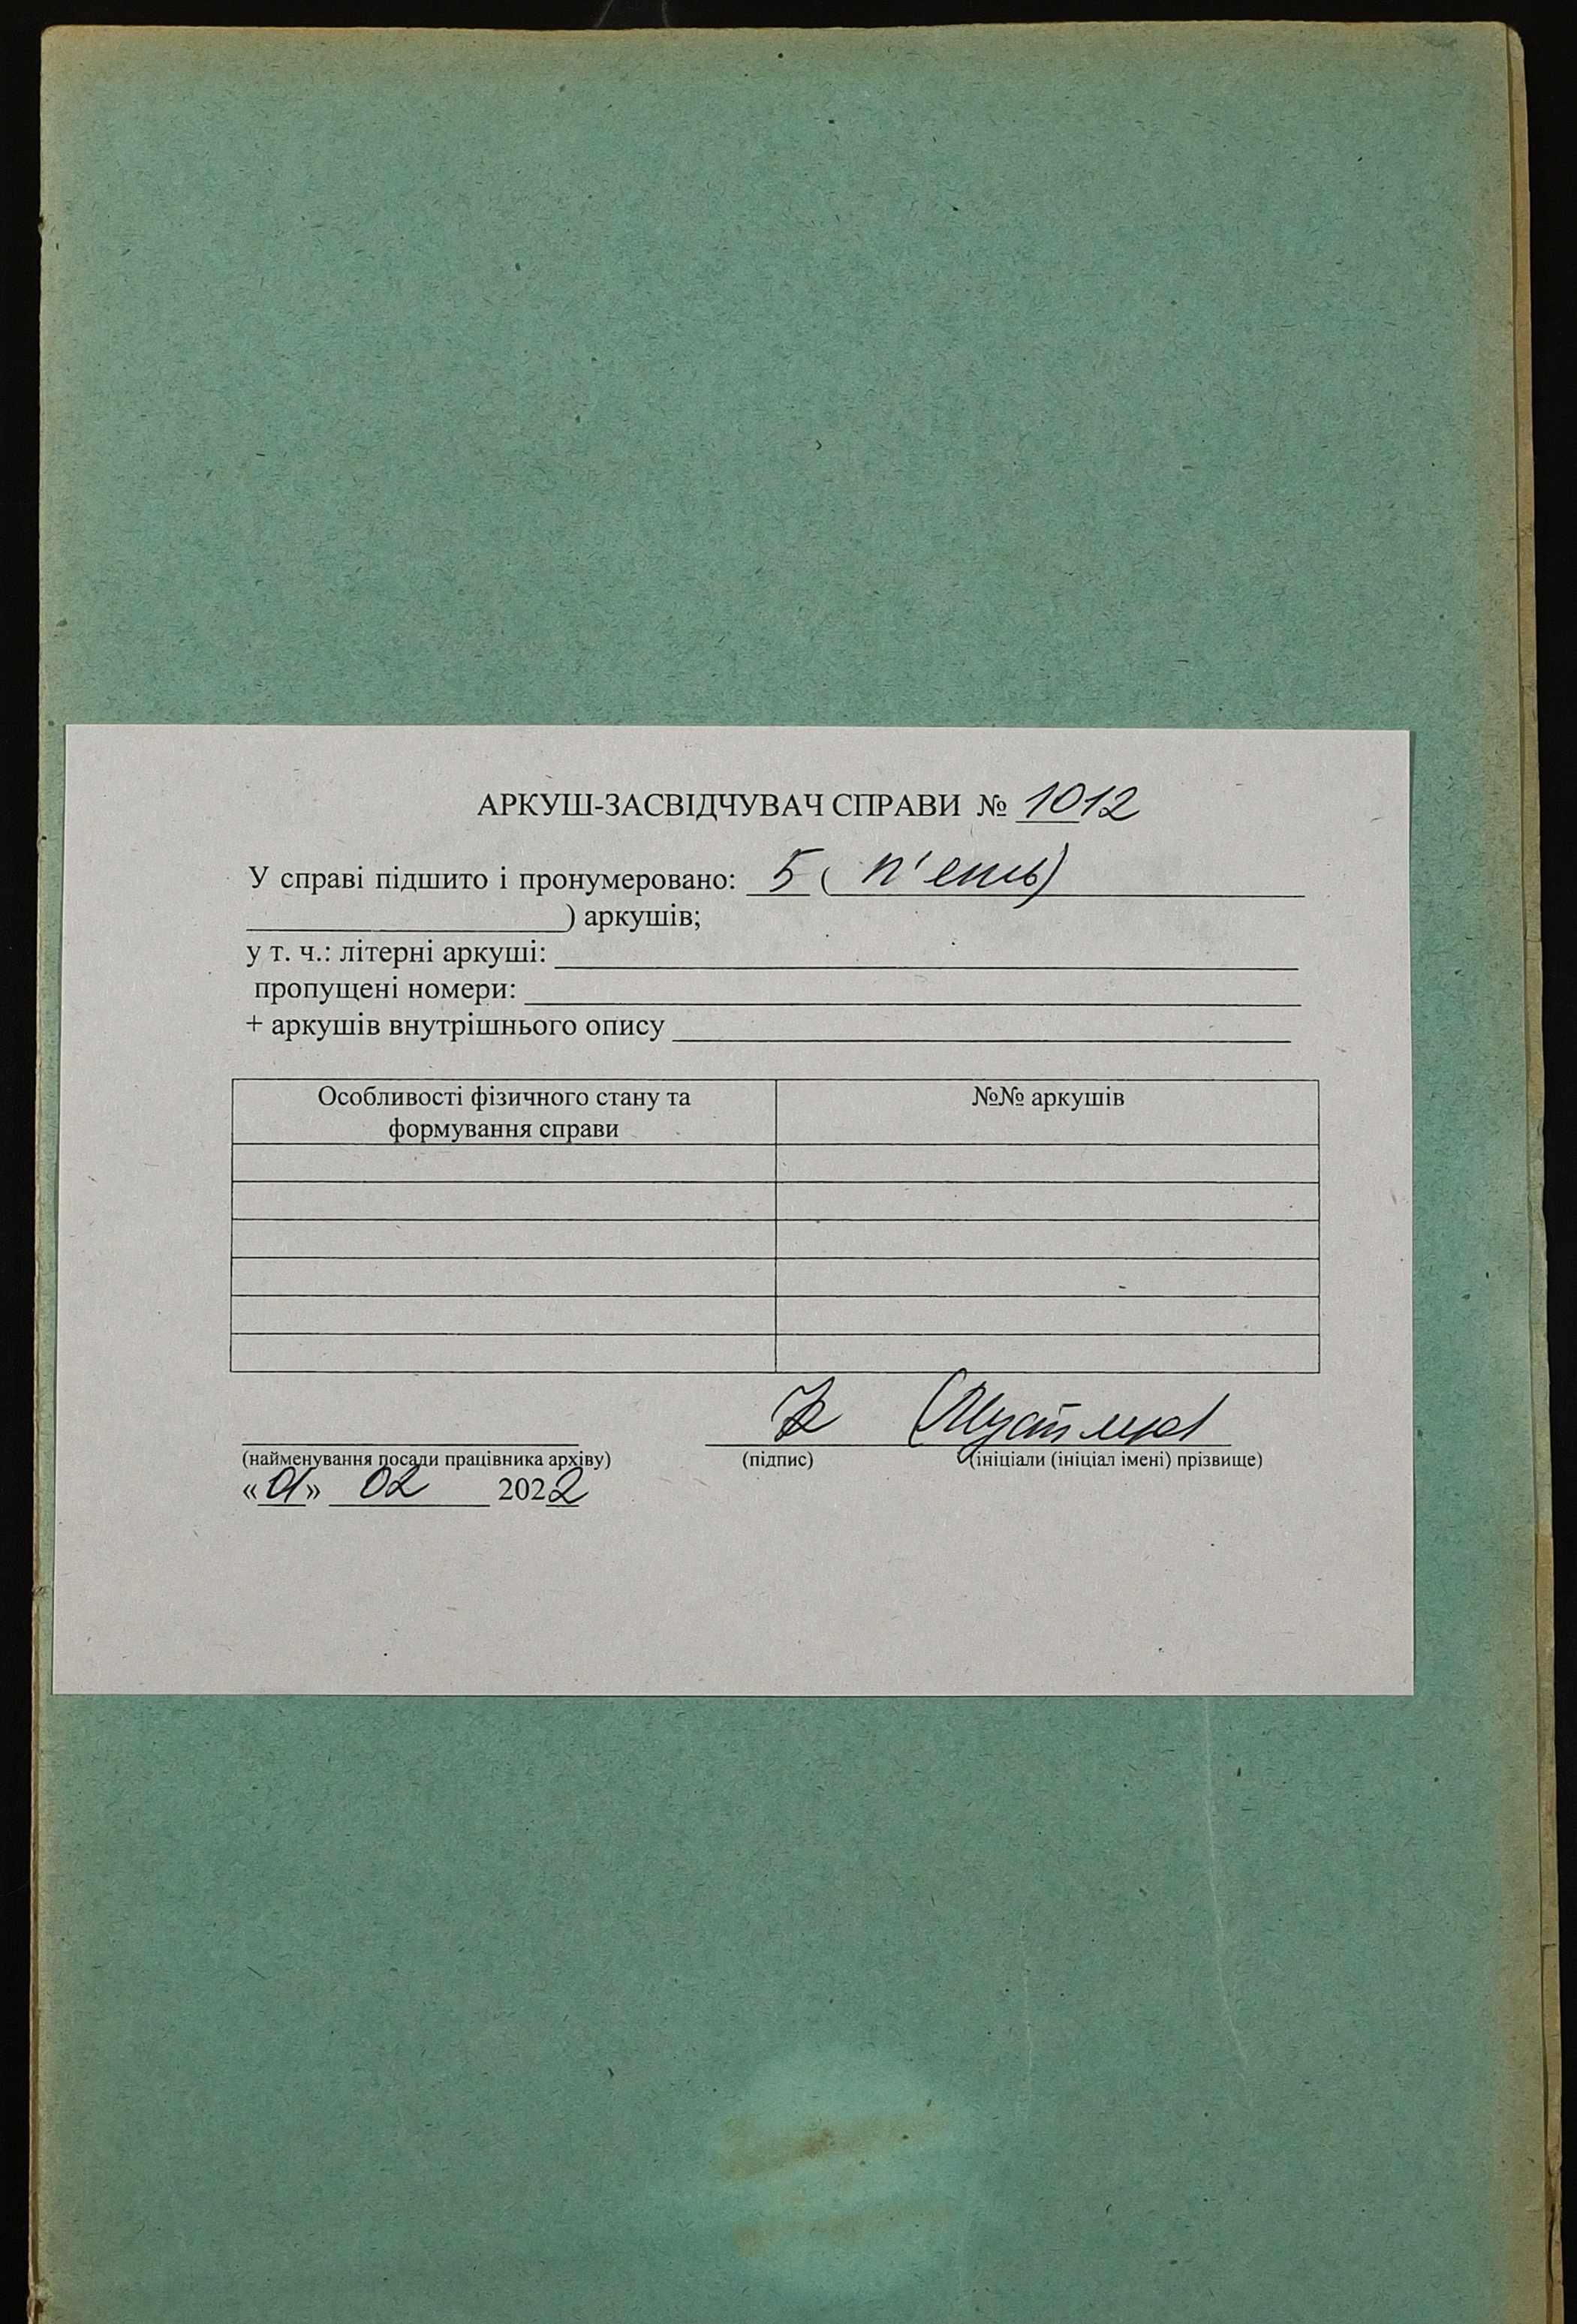 АРКУШ-ЗАСВІДЧУВАЧ СПРАВИ № 1012
У справі підшито і пронумеровано: 5 ( п'ять)
) аркушів;
у т. ч.: літерні аркуші:
пропущені номери:
+ аркушів внутрішнього опису
Особливості фізичного стану та
формування справи
№№ аркушів
(найменування посади працівника архіву) (підпис) (ініціали (ініціал імені) прізвище)
«01» 02 2022